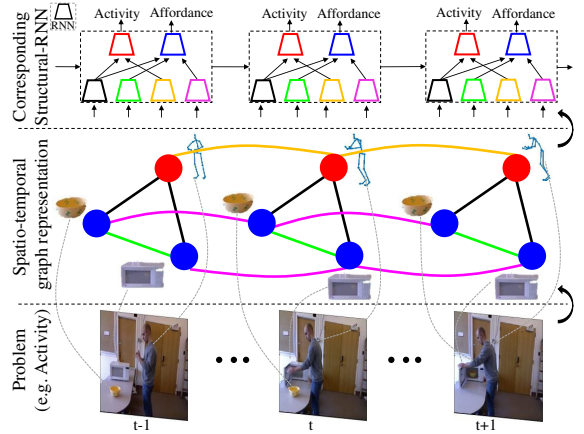 RNN
Activity Affordance
Activity Affordance
Activity Affordance
Corresponding
Structural-RNN
Spatio-temporal
graph representation
Problem
(e.g. Activity)
t-1
t
t+1